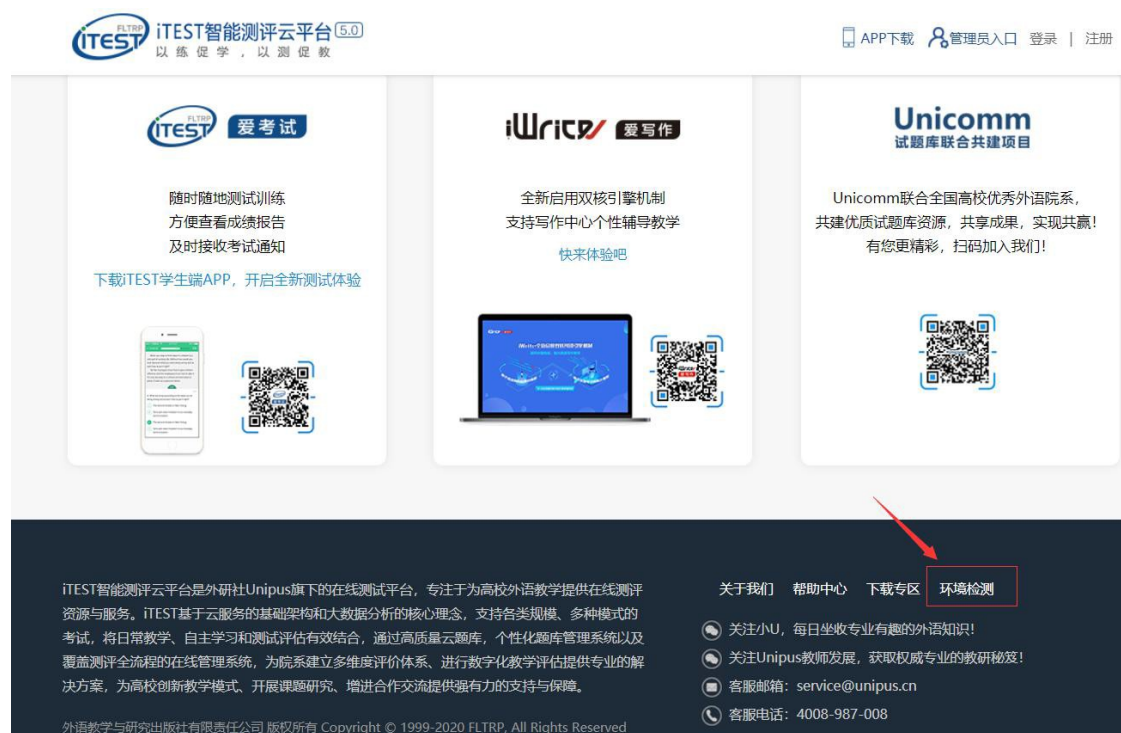 FLTRP
iTEST
iTEST智能测评云平台 5.0
以练促学，以测促教
APP下载 管理员入口 登录 | 注册
FLTRP
iTEST 爱考试
随时随地测试训练
方便查看成绩报告
及时接收考试通知
下载iTEST学生端APP，开启全新测试体验
iWrite 爱写作
全新启用双核引擎机制
支持写作中心个性辅导教学
快来体验吧
Unicomm
试题库联合共建项目
Unicomm联合全国高校优秀外语院系，
共建优质试题库资源，共享成果，实现共赢！
有您更精彩，扫码加入我们！
iTEST智能测评云平台是外研社Unipus旗下的在线测试平台，专注于为高校外语教学提供在线测评
资源与服务。iTEST基于云服务的基础架构和大数据分析的核心理念，支持各类规模、多种模式的
考试，将日常教学、自主学习和测试评估有效结合，通过高质量云题库，个性化题库管理系统以及
覆盖测评全流程的在线管理系统，为院系建立多维度评价体系、进行数字化教学评估提供专业的解
决方案，为高校创新教学模式、开展课题研究、增进合作交流提供强有力的支持与保障。
外语教学与研究出版社有限责任公司 版权所有 Copyright © 1999-2020 FLTRP, All Rights Reserved
关于我们 帮助中心 下载专区 环境检测
关注小U，每日坐收专业有趣的外语知识！
关注Unipus教师发展，获取权威专业的教研秘笈！
客服邮箱：service@unipus.cn
客服电话：4008-987-008